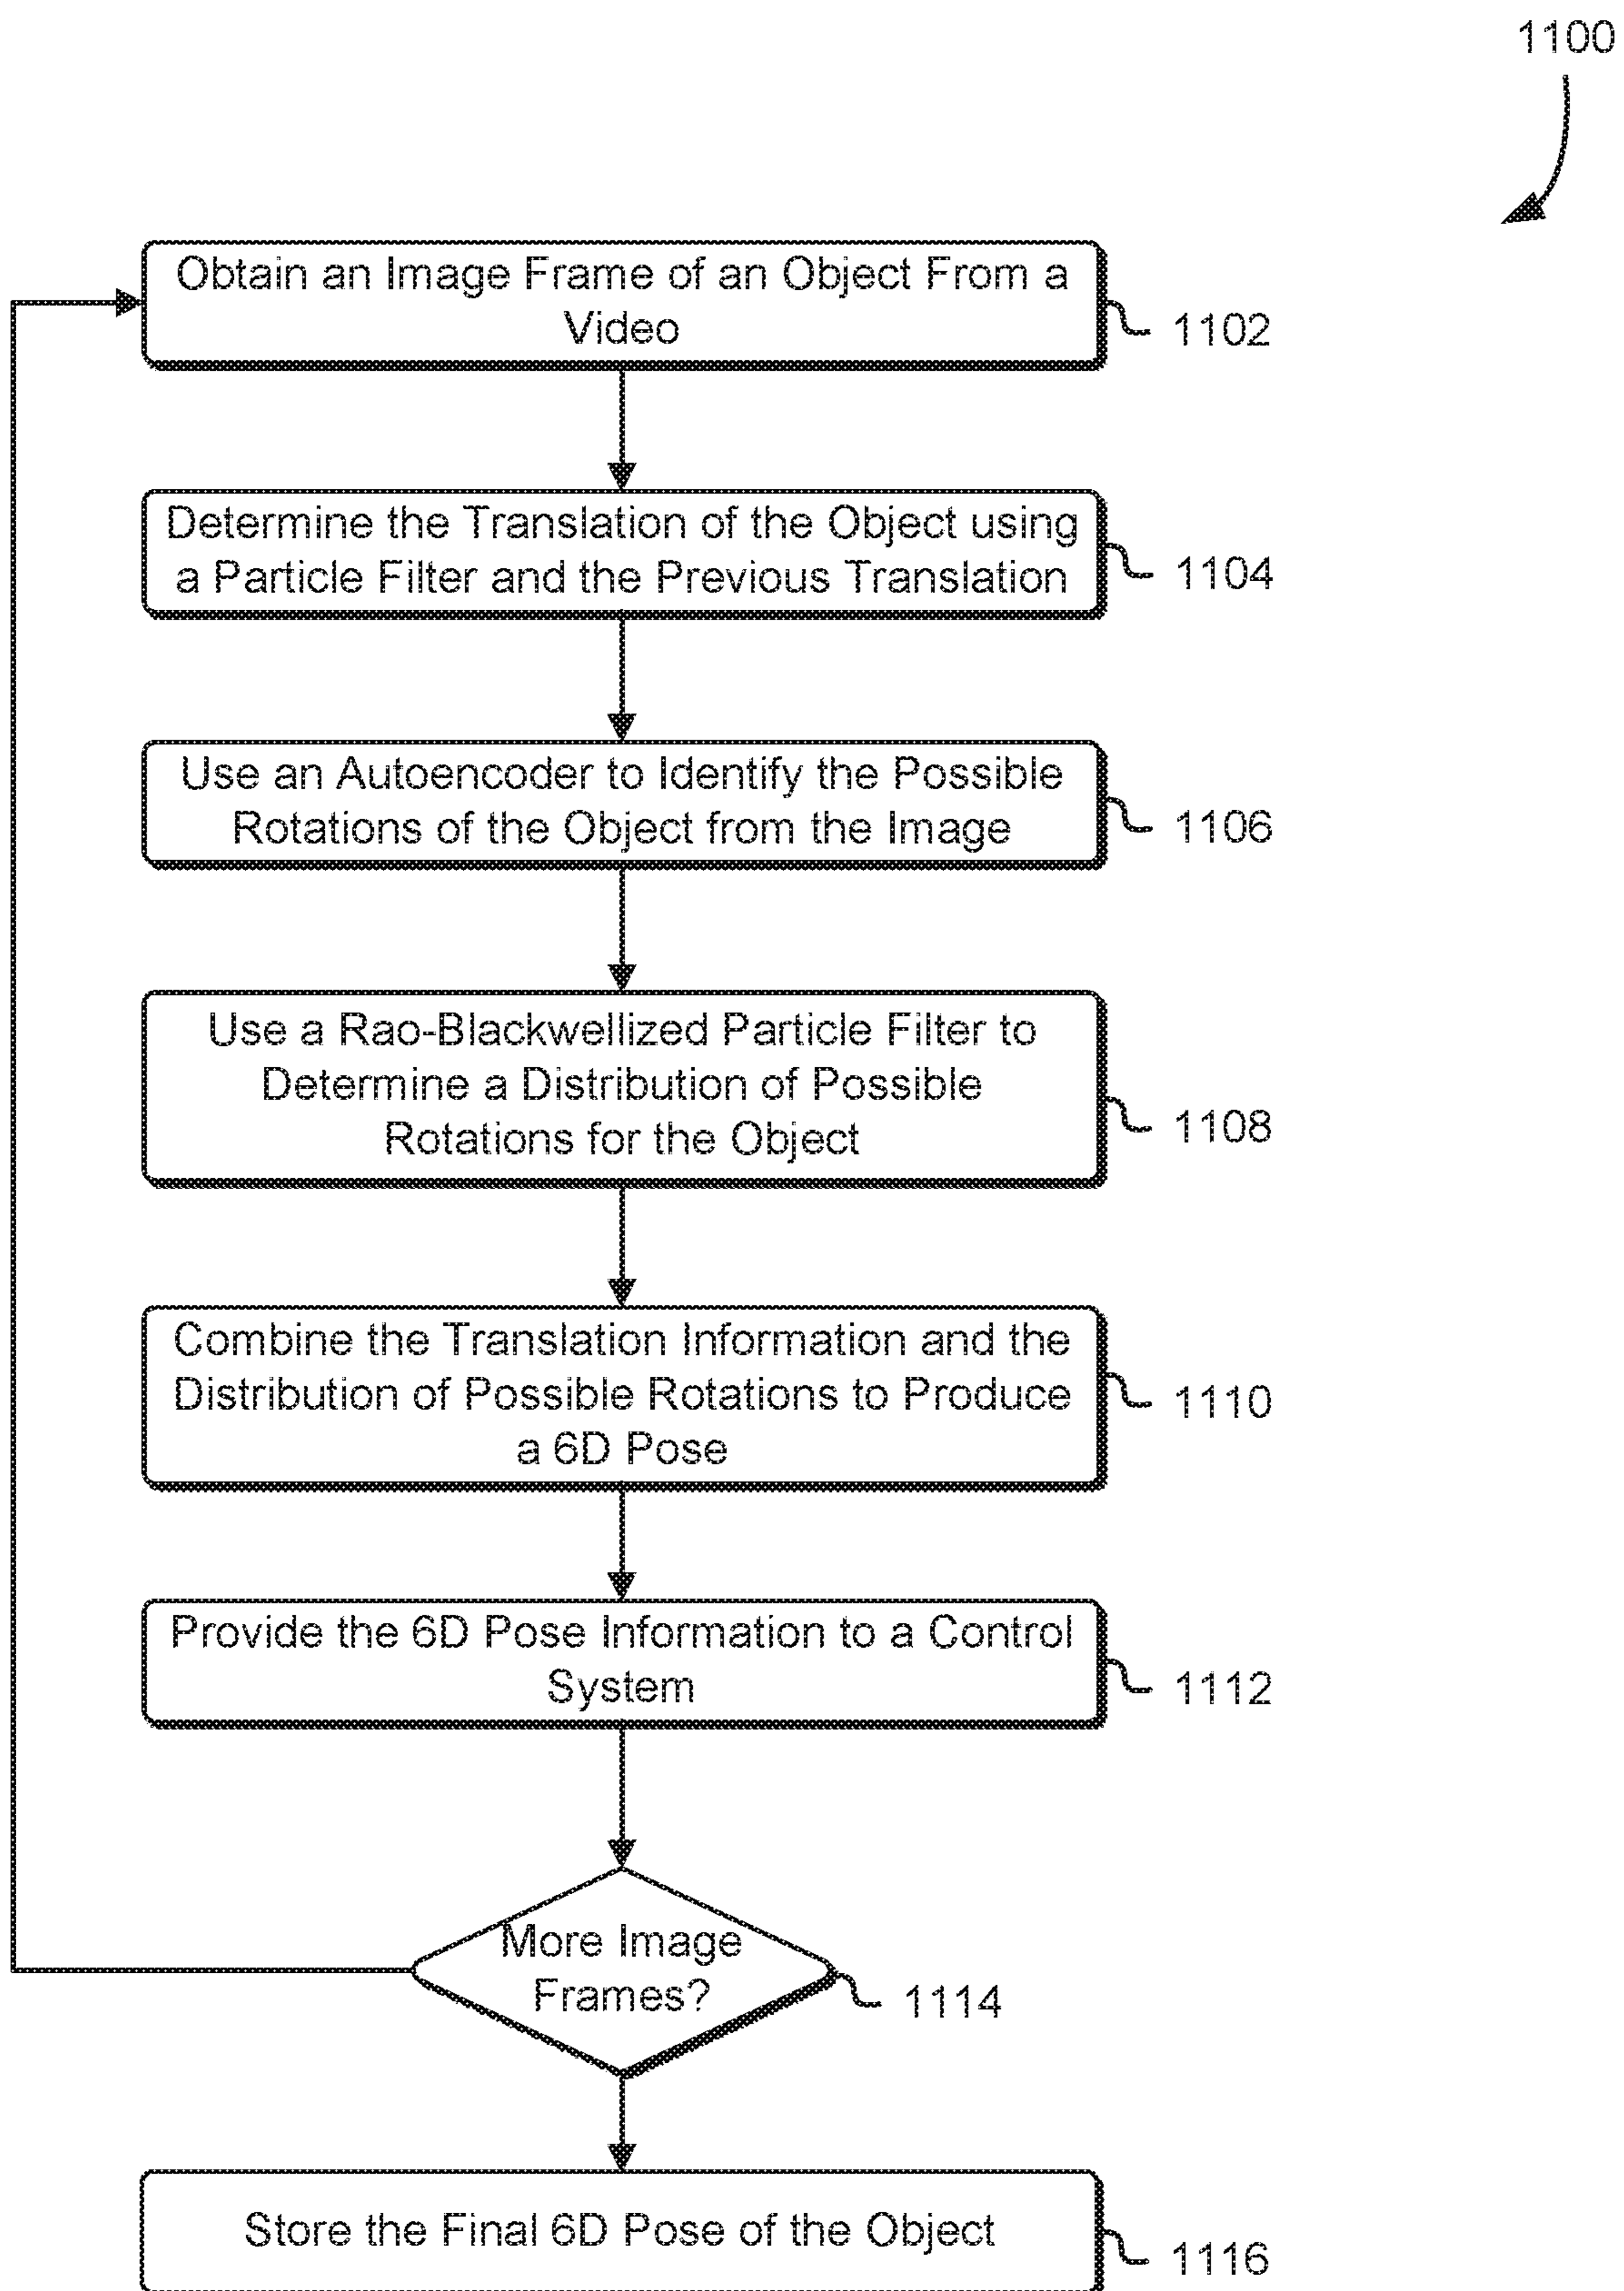 1100
Obtain an Image Frame of an Object From a
Video
1102
Determine the Translation of the Object using
a Particle Filter and the Previous Translation
1104
Use an Autoencoder to Identify the Possible
Rotations of the Object from the Image
1106
Use a Rao-Blackwellized Particle Filter to
Determine a Distribution of Possible
Rotations for the Object
1108
Combine the Translation Information and the
Distribution of Possible Rotations to Produce
a 6D Pose
1110
Provide the 6D Pose Information to a Control
System
1112
More Image
Frames?
1114
Store the Final 6D Pose of the Object
1116